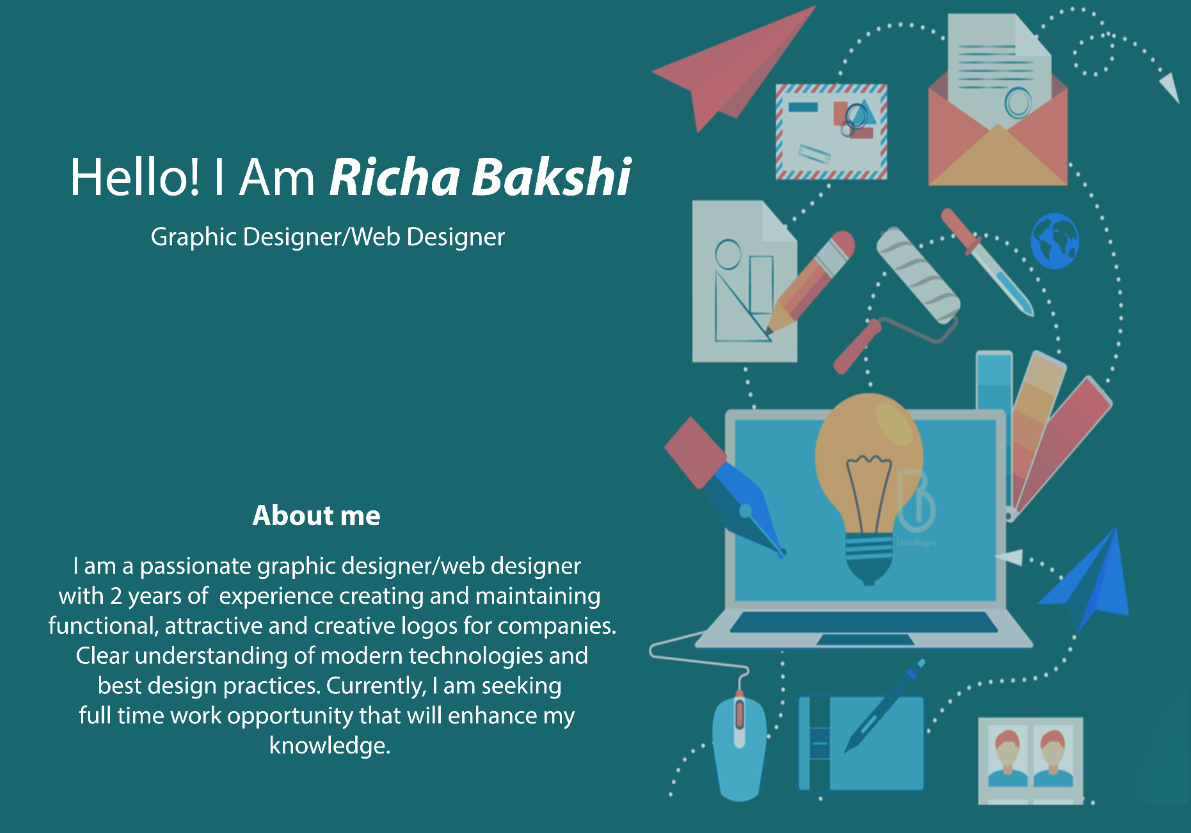 Hello! I Am Richa Bakshi
Graphic Designer/Web Designer
About me
I am a passionate graphic designer/web designer
with 2 years of experience creating and maintaining
functional, attractive and creative logos for companies.
Clear understanding of modern technologies and
best design practices. Currently, I am seeking
full time work opportunity that will enhance my
knowledge.